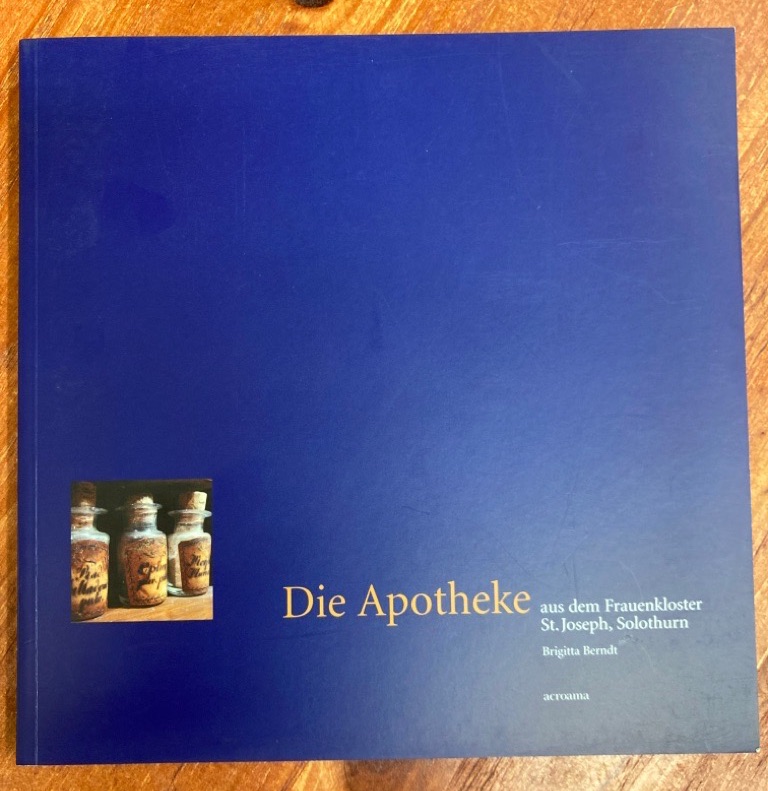 Die Apotheke aus dem Frauenkloster
St. Joseph, Solothurn
Brigitta Berndt
acroama